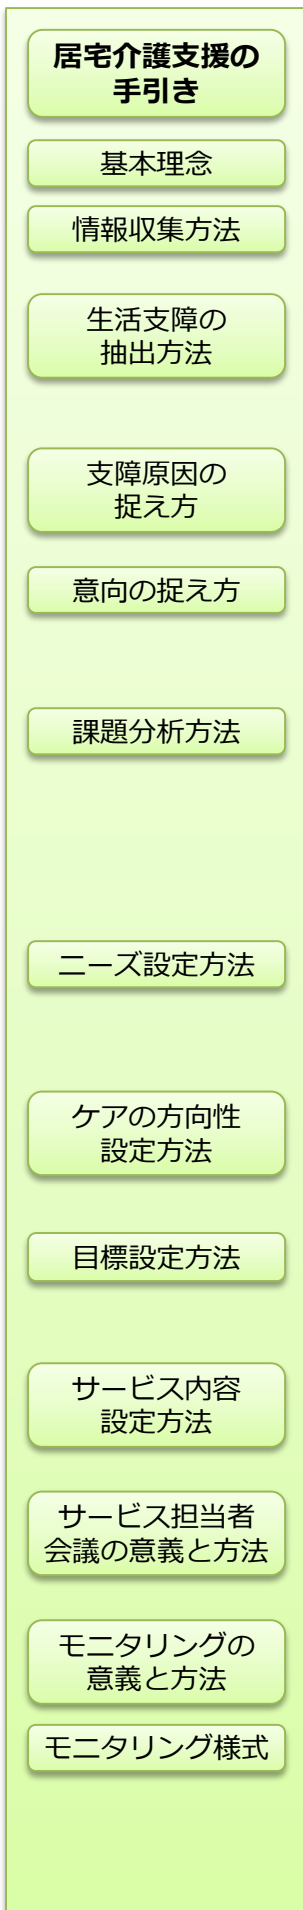 居宅介護支援の
手引き
基本理念
情報収集方法
生活支障の
抽出方法
支障原因の
捉え方
意向の捉え方
課題分析方法
ニーズ設定方法
ケアの方向性
設定方法
目標設定方法
サービス内容
設定方法
サービス担当者
会議の意義と方法
モニタリングの
意義と方法
モニタリング様式